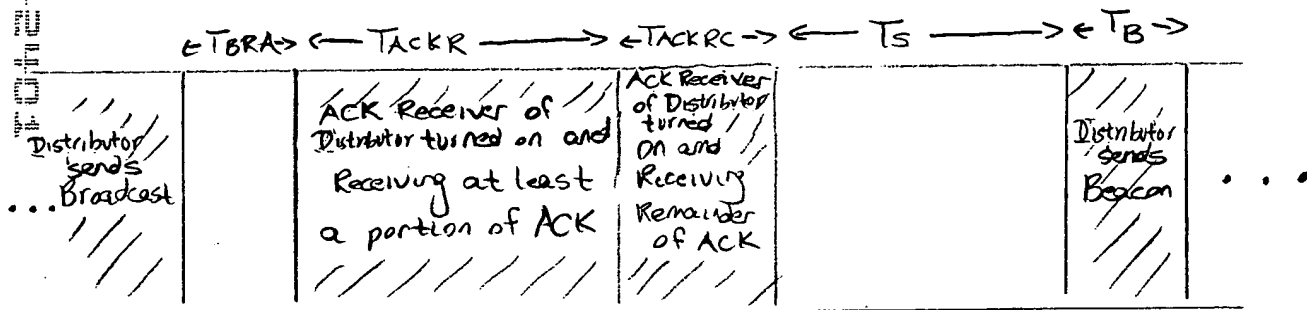 TBRA
TACKR
TACKRC
TS
TB
Distributor
sends
...Broadcast
ACK Receiver of
Distributor turned on and
Receiving at least
a portion of ACK
ACK Receiver
of Distributor
turned
on and
Receiving
Remainder
of ACK
Distributor
sends
Beacon
...